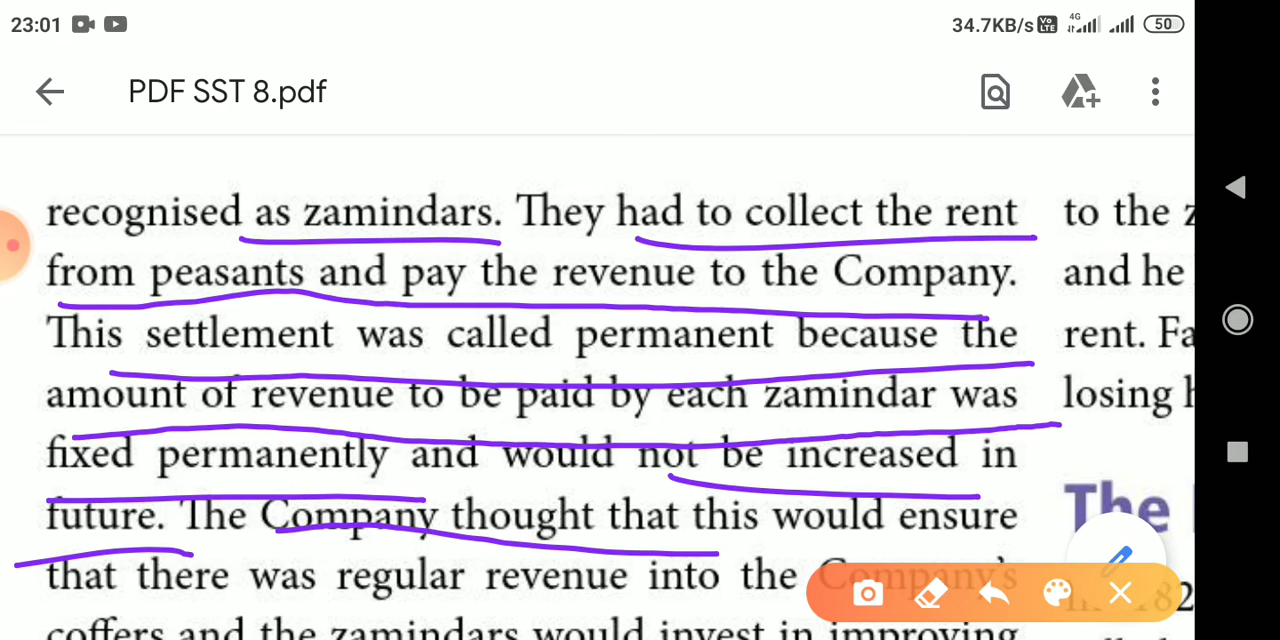 23:01
34.7KB/s Vo LTE 4G 50
PDF SST 8.pdf
recognised as zamindars. They had to collect the rent
from peasants and pay the revenue to the Company.
This settlement was called permanent because the
amount of revenue to be paid by each zamindar was
fixed permanently and would not be increased in
future. The Company thought that this would ensure
that there was regular revenue into the Company's
coffers and the zamindars would invest in improving
to the
and he
rent.
losing
The